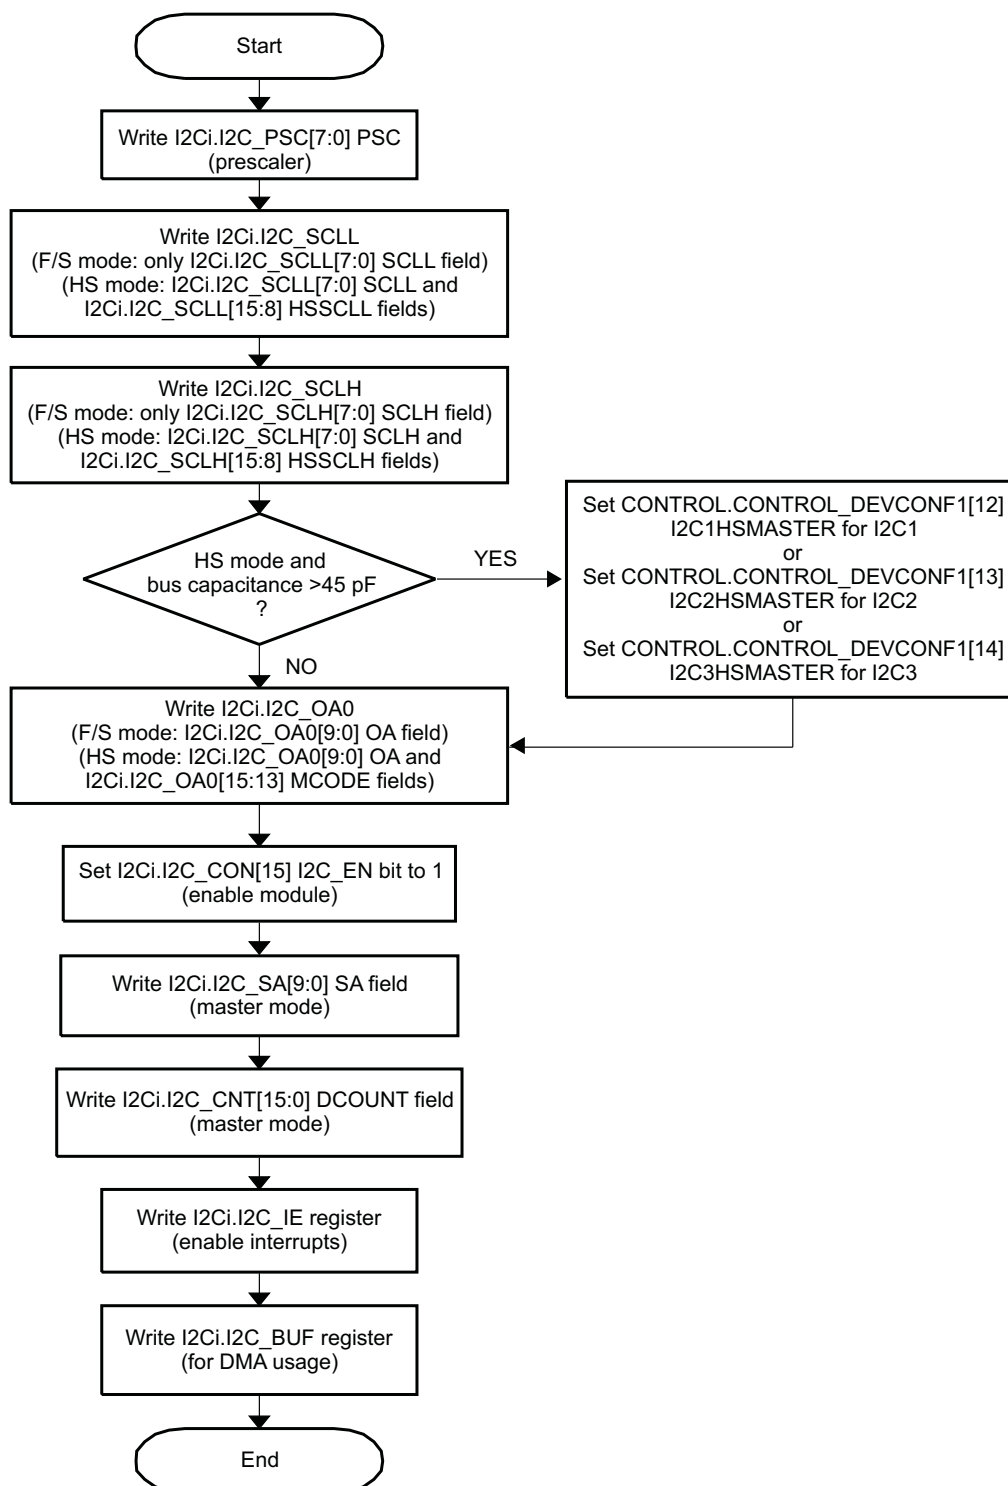 Start
Write I2Ci.I2C_PSC[7:0] PSC
(prescaler)
Write I2Ci.I2C_SCLL
(F/S mode: only I2Ci.I2C_SCLL[7:0] SCLL field)
(HS mode: I2Ci.I2C_SCLL[7:0] SCLL and
I2Ci.I2C_SCLL[15:8] HSSCLL fields)
Write I2Ci.I2C_SCLH
(F/S mode: only I2Ci.I2C_SCLH[7:0] SCLH field)
(HS mode: I2Ci.I2C_SCLH[7:0] SCLH and
I2Ci.I2C_SCLH[15:8] HSSCLH fields)
HS mode and
bus capacitance >45 pF
?
YES
Set CONTROL.CONTROL_DEVCONF1[12]
I2C1HSMASTER for I2C1
or
Set CONTROL.CONTROL_DEVCONF1[13]
I2C2HSMASTER for I2C2
or
Set CONTROL.CONTROL_DEVCONF1[14]
I2C3HSMASTER for I2C3
NO
Write I2Ci.I2C_OA0
(F/S mode: I2Ci.I2C_OA0[9:0] OA field)
(HS mode: I2Ci.I2C_OA0[9:0] OA and
I2Ci.I2C_OA0[15:13] MCODE fields)
Set I2Ci.I2C_CON[15] I2C_EN bit to 1
(enable module)
Write I2Ci.I2C_SA[9:0] SA field
(master mode)
Write I2Ci.I2C_CNT[15:0] DCOUNT field
(master mode)
Write I2Ci.I2C_IE register
(enable interrupts)
Write I2Ci.I2C_BUF register
(for DMA usage)
End